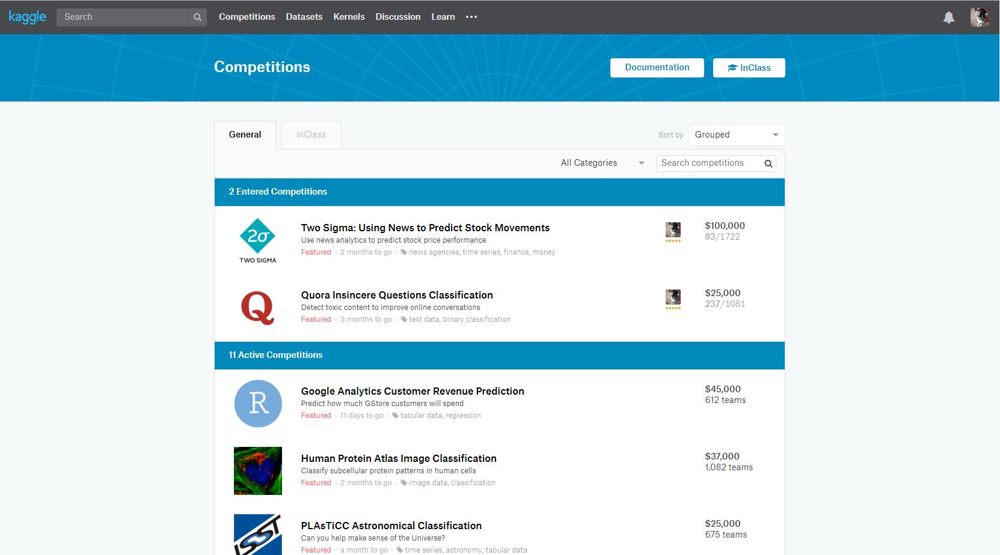 kaggle Search Competitions Datasets Kernels Discussion Learn •••
Competitions Documentation InClass
General InClass Sort by Grouped
All Categories Search competitions
2 Entered Competitions
2σ
TWO SIGMA
Two Sigma: Using News to Predict Stock Movements
Use news analytics to predict stock price performance
Featured · 2 months to go · news agencies, time series, finance, money
$100,000
83/1722
Q
Quora Insincere Questions Classification
Detect toxic content to improve online conversations
Featured · 3 months to go · text data, binary classification
$25,000
237/1081
11 Active Competitions
R
Google Analytics Customer Revenue Prediction
Predict how much GStore customers will spend
Featured · 11 days to go · tabular data, regression
$45,000
612 teams
Human Protein Atlas Image Classification
Classify subcellular protein patterns in human cells
Featured · 2 months to go · image data, classification
$37,000
1,082 teams
PLAsTiCC Astronomical Classification
Can you help make sense of the Universe?
Featured · a month to go · time series, astronomy, tabular data
$25,000
675 teams